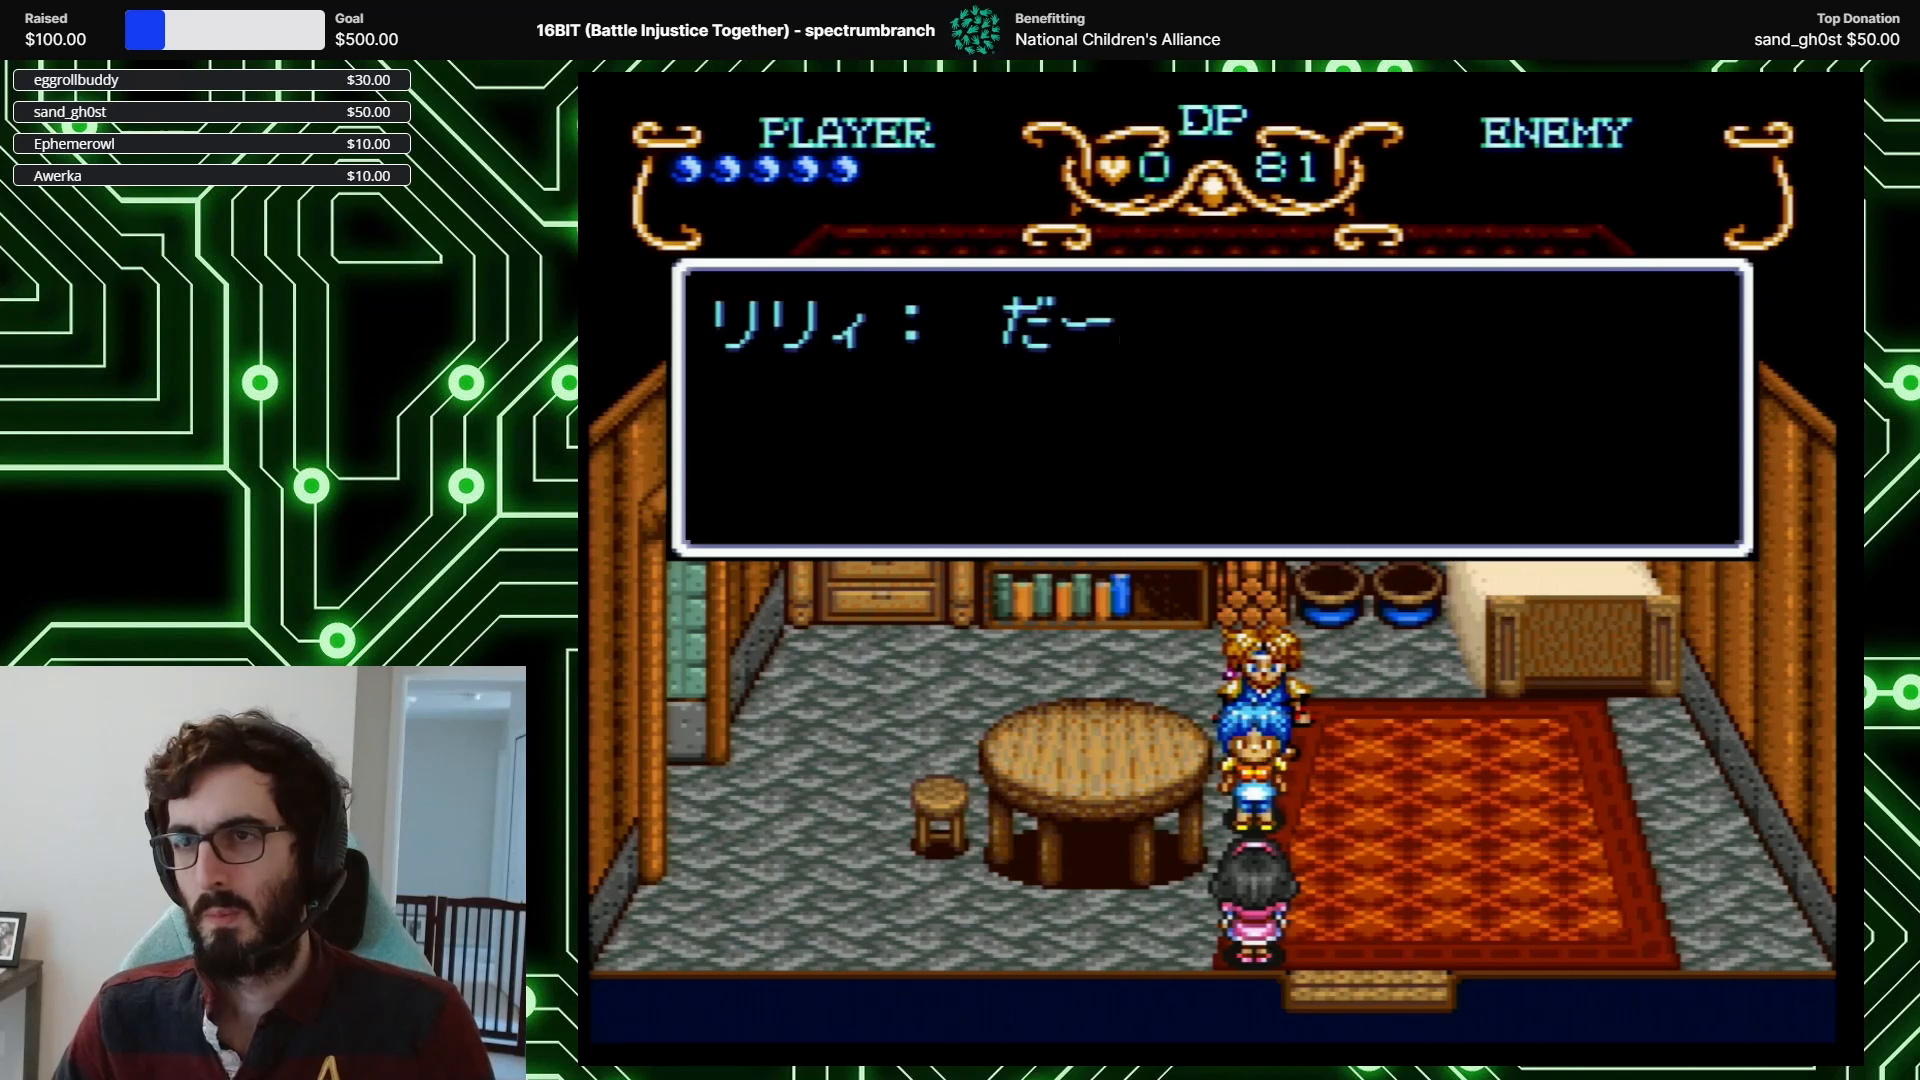 Raised
$100.00
Goal
$500.00
16BIT (Battle Injustice Together) - spectrumbranch
Benefitting
National Children's Alliance
Top Donation
sand_gh0st $50.00
eggrollbuddy $30.00
sand_gh0st $50.00
Ephemerowl $10.00
Awerka $10.00
PLAYER
DP
ENEMY
0 81
リリィ： だー